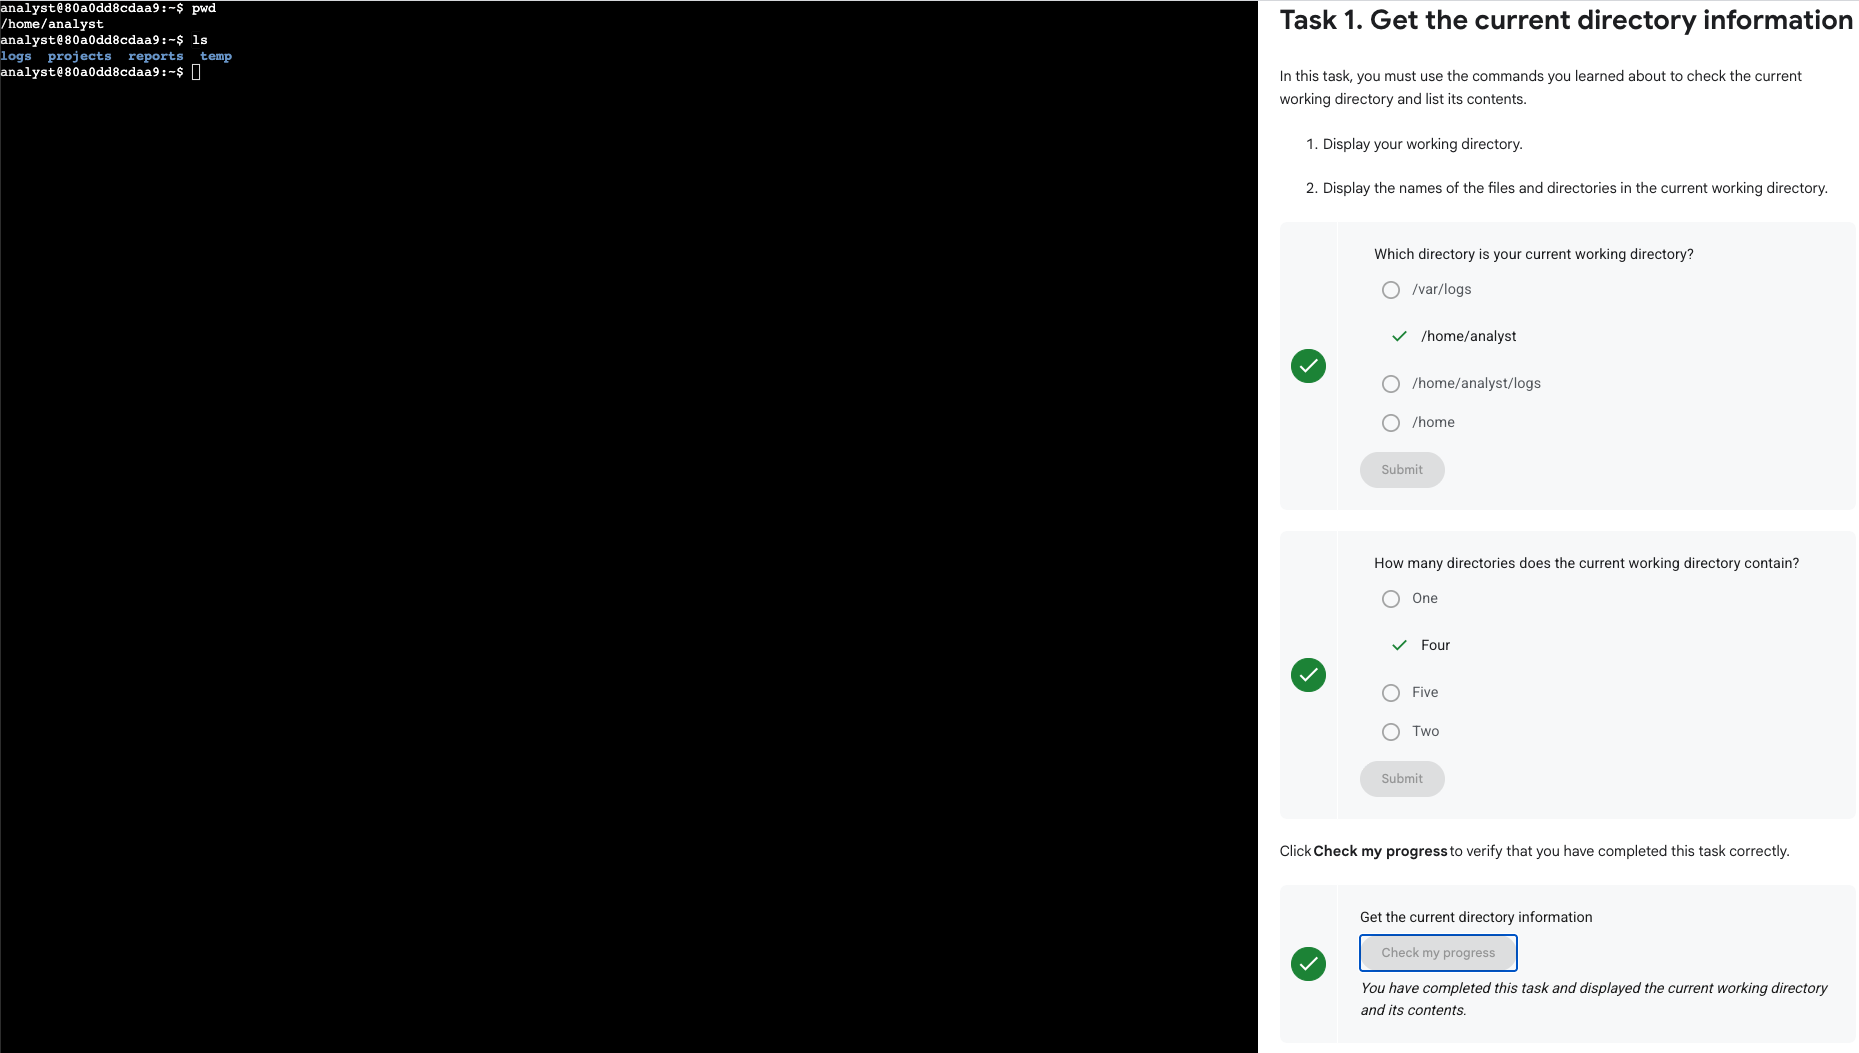 analyst@80a0dd8cdaa9:~$ pwd
/home/analyst
analyst@80a0dd8cdaa9:~$ ls
logs  projects  reports  temp
analyst@80a0dd8cdaa9:~$
Task 1. Get the current directory information
In this task, you must use the commands you learned about to check the current
working directory and list its contents.
1. Display your working directory.
2. Display the names of the files and directories in the current working directory.
Which directory is your current working directory?
/var/logs
/home/analyst
/home/analyst/logs
/home
Submit
How many directories does the current working directory contain?
One
Four
Five
Two
Submit
Click Check my progress to verify that you have completed this task correctly.
Get the current directory information
Check my progress
You have completed this task and displayed the current working directory
and its contents.